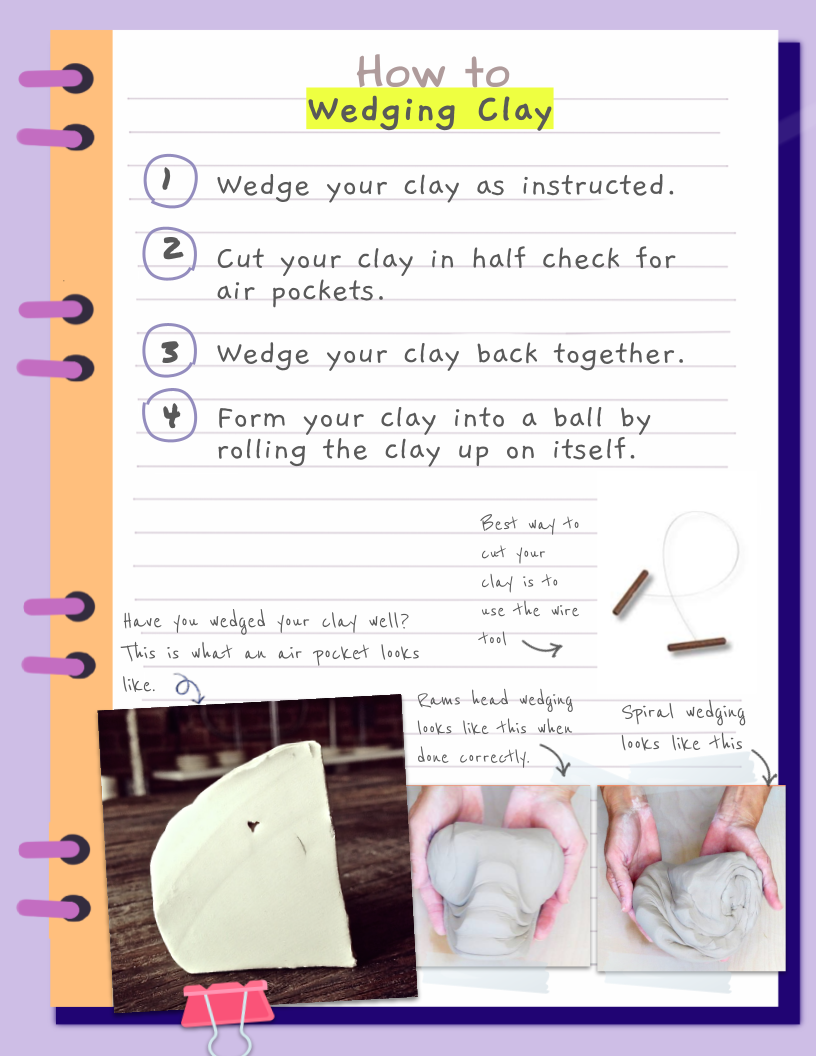 How to
Wedging Clay
1
Wedge your clay as instructed.
2
Cut your clay in half check for
air pockets.
3
Wedge your clay back together.
4
Form your clay into a ball by
rolling the clay up on itself.
Best way to
cut your
clay is to
use the wire
tool
Have you wedged your clay well?
This is what an air pocket looks
like.
Rams head wedging
looks like this when
done correctly.
Spiral wedging
looks like this